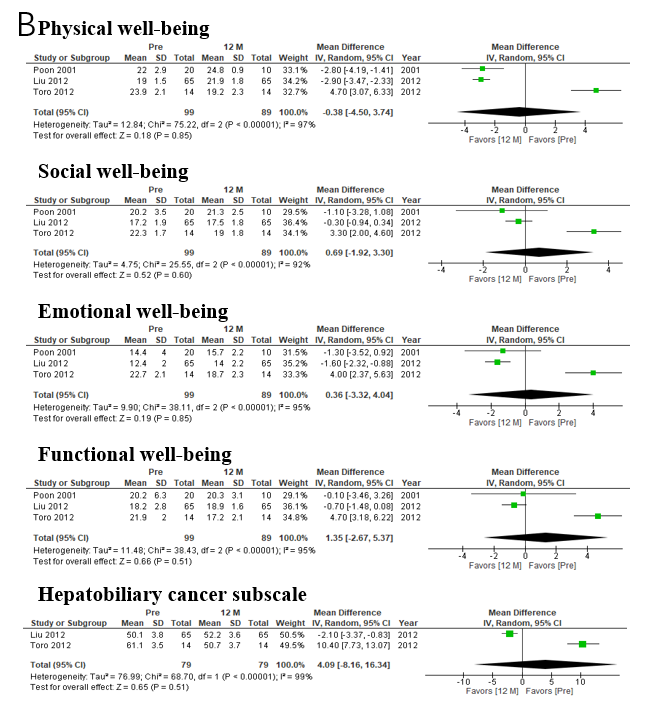 B
Physical well-being
Pre 12 M Mean Difference Mean Difference
Study or Subgroup Mean SD Total Mean SD Total Weight IV, Random, 95% CI Year IV, Random, 95% CI
Poon 2001 22 2.9 20 24.8 0.9 10 33.1% -2.80 [-4.19, -1.41] 2001
Liu 2012 19 1.5 65 21.9 1.8 65 34.2% -2.90 [-3.47, -2.33] 2012
Toro 2012 23.9 2.1 14 19.2 2.3 14 32.7% 4.70 [3.07, 6.33] 2012
Total (95% CI) 99 89 100.0% -0.38 [-4.50, 3.74]
Heterogeneity: Tau² = 12.84; Chi² = 75.22, df = 2 (P < 0.00001); I² = 97%
Test for overall effect: Z = 0.18 (P = 0.85)
-4 -2 0 2 4
Favors [12 M] Favors [Pre]
Social well-being
Pre 12 M Mean Difference Mean Difference
Study or Subgroup Mean SD Total Mean SD Total Weight IV, Random, 95% CI Year IV, Random, 95% CI
Poon 2001 20.2 3.5 20 21.3 2.5 10 29.5% -1.10 [-3.28, 1.08] 2001
Liu 2012 17.2 1.9 65 17.5 1.8 65 36.4% -0.30 [-0.94, 0.34] 2012
Toro 2012 22.3 1.7 14 19 1.8 14 34.1% 3.30 [2.00, 4.60] 2012
Total (95% CI) 99 89 100.0% 0.69 [-1.92, 3.30]
Heterogeneity: Tau² = 4.75; Chi² = 25.55, df = 2 (P < 0.00001); I² = 92%
Test for overall effect: Z = 0.52 (P = 0.60)
-4 -2 0 2 4
Favors [12 M] Favors [Pre]
Emotional well-being
Pre 12 M Mean Difference Mean Difference
Study or Subgroup Mean SD Total Mean SD Total Weight IV, Random, 95% CI Year IV, Random, 95% CI
Poon 2001 14.4 4 20 15.7 2.2 10 31.5% -1.30 [-3.52, 0.92] 2001
Liu 2012 12.4 2 65 14 2.2 65 35.2% -1.60 [-2.32, -0.88] 2012
Toro 2012 22.7 2.1 14 18.7 2.3 14 33.3% 4.00 [2.37, 5.63] 2012
Total (95% CI) 99 89 100.0% 0.36 [-3.32, 4.04]
Heterogeneity: Tau² = 9.90; Chi² = 38.11, df = 2 (P < 0.00001); I² = 95%
Test for overall effect: Z = 0.19 (P = 0.85)
-4 -2 0 2 4
Favors [12 M] Favors [Pre]
Functional well-being
Pre 12 M Mean Difference Mean Difference
Study or Subgroup Mean SD Total Mean SD Total Weight IV, Random, 95% CI Year IV, Random, 95% CI
Poon 2001 20.2 6.3 20 20.3 3.1 10 29.1% -0.10 [-3.46, 3.26] 2001
Liu 2012 18.2 2.8 65 18.9 1.6 65 36.1% -0.70 [-1.48, 0.08] 2012
Toro 2012 21.9 2 14 17.2 2.1 14 34.8% 4.70 [3.18, 6.22] 2012
Total (95% CI) 99 89 100.0% 1.35 [-2.67, 5.37]
Heterogeneity: Tau² = 11.48; Chi² = 38.43, df = 2 (P < 0.00001); I² = 95%
Test for overall effect: Z = 0.66 (P = 0.51)
-4 -2 0 2 4
Favors [12 M] Favors [Pre]
Hepatobiliary cancer subscale
Pre 12 M Mean Difference Mean Difference
Study or Subgroup Mean SD Total Mean SD Total Weight IV, Random, 95% CI Year IV, Random, 95% CI
Liu 2012 50.1 3.8 65 52.2 3.6 65 50.5% -2.10 [-3.37, -0.83] 2012
Toro 2012 61.1 3.5 14 50.7 3.7 14 49.5% 10.40 [7.73, 13.07] 2012
Total (95% CI) 79 79 100.0% 4.09 [-8.16, 16.34]
Heterogeneity: Tau² = 76.99; Chi² = 68.70, df = 1 (P < 0.00001); I² = 99%
Test for overall effect: Z = 0.65 (P = 0.51)
-10 -5 0 5 10
Favors [12 M] Favors [Pre]